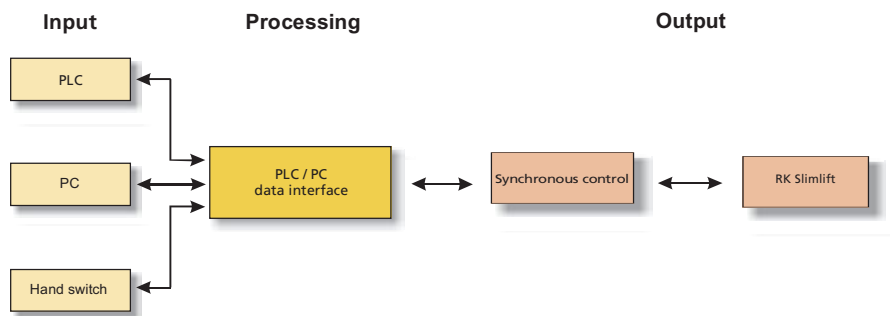 Input
Processing
Output
PLC
PC
Hand switch
PLC / PC
data interface
Synchronous control
RK Slimlift